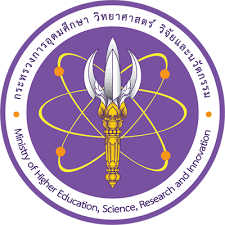 กระทรวงการอุดมศึกษา วิทยาศาสตร์ วิจัยและนวัตกรรม
Ministry of Higher Education, Science, Research and Innovation